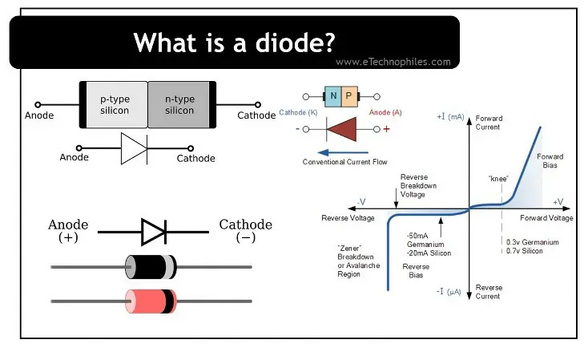 What is a diode?
www.eTechnophiles.com
p-type
silicon
n-type
silicon
Anode
Cathode
Anode
Cathode
N P
Cathode (K)
Anode (A)
- +
Conventional Current Flow
Anode
(+)
Cathode
(−)
+I (mA)
Forward
Current
Forward
Bias
"knee"
Reverse
Breakdown
Voltage
-V
+V
Reverse Voltage
Forward Voltage
"Zener"
Breakdown
or Avalanche
Region
-50mA
Germanium
-20mA Silicon
Reverse
Bias
0.3v Germanium
0.7v Silicon
-I (μA)
Reverse
Current